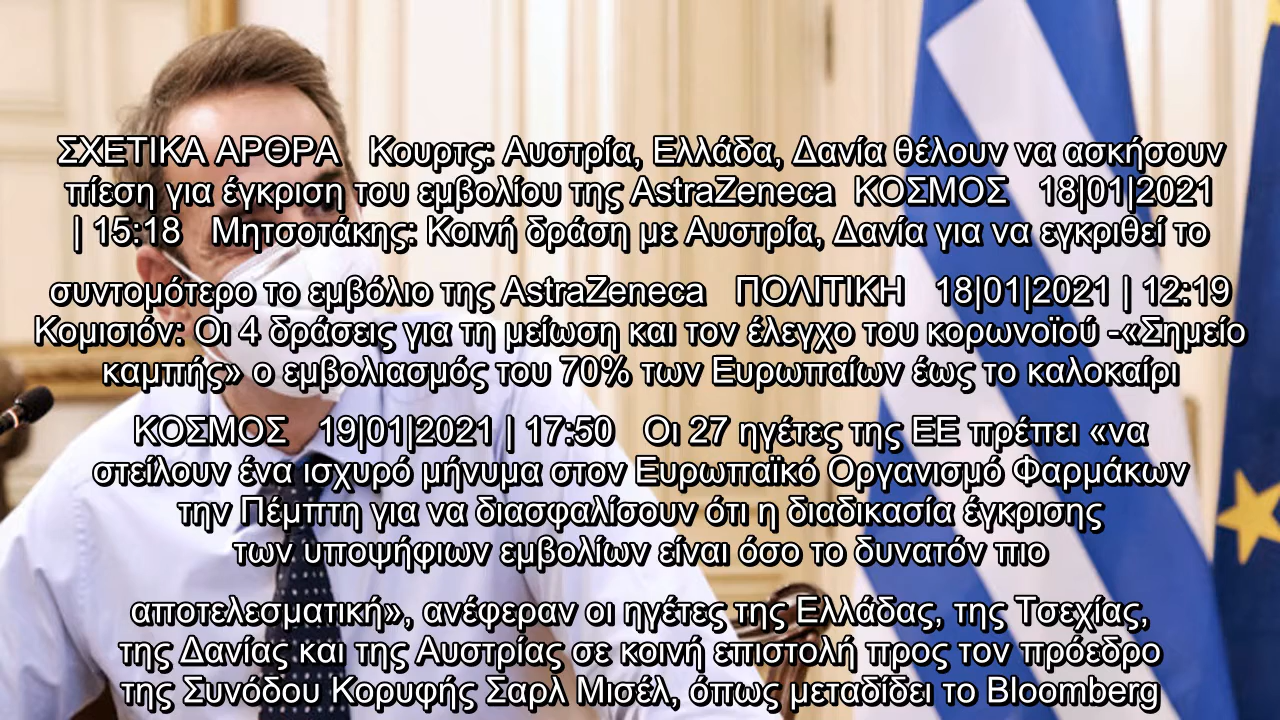 ΣΧΕΤΙΚΑ ΑΡΘΡΑ Κουρτς: Αυστρία, Ελλάδα, Δανία θέλουν να ασκήσουν
πίεση για έγκριση του εμβολίου της AstraZeneca ΚΟΣΜΟΣ 18|01|2021
| 15:18 Μητσοτάκης: Κοινή δράση με Αυστρία, Δανία για να εγκριθεί το
συντομότερο το εμβόλιο της AstraZeneca ΠΟΛΙΤΙΚΗ 18|01|2021 | 12:19
Κομισιόν: Οι 4 δράσεις για τη μείωση και τον έλεγχο του κορωνοϊού -«Σημείο
καμπής» ο εμβολιασμός του 70% των Ευρωπαίων έως το καλοκαίρι
ΚΟΣΜΟΣ 19|01|2021 | 17:50 Οι 27 ηγέτες της ΕΕ πρέπει «να
στείλουν ένα ισχυρό μήνυμα στον Ευρωπαϊκό Οργανισμό Φαρμάκων
την Πέμπτη για να διασφαλίσουν ότι η διαδικασία έγκρισης
των υποψήφιων εμβολίων είναι όσο το δυνατόν πιο
αποτελεσματική», ανέφεραν οι ηγέτες της Ελλάδας, της Τσεχίας,
της Δανίας και της Αυστρίας σε κοινή επιστολή προς τον πρόεδρο
της Συνόδου Κορυφής Σαρλ Μισέλ, όπως μεταδίδει το Bloomberg